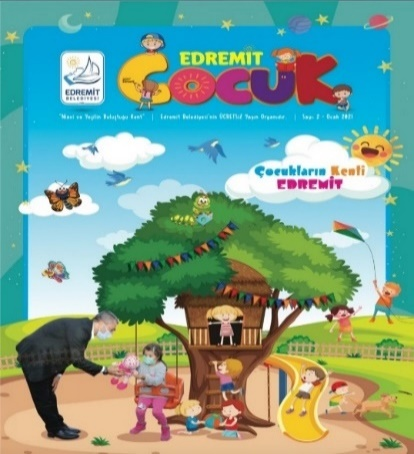 EDREMİT
ÇOCUK
EDREMİT
BELEDİYESİ
"Mavi ve Yeşilin Buluştuğu Kent" | Edremit Belediyesi'nin ÜCRETSİZ Yayın Organıdır. | Sayı: 2 - Ocak 2021
Çocukların Kenti
EDREMİT